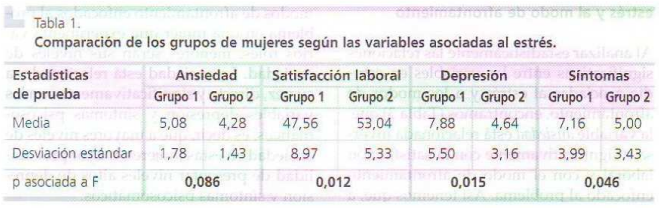 Tabla 1.
Comparación de los grupos de mujeres según las variables asociadas al estrés.
Estadísticas de prueba Ansiedad Satisfacción laboral Depresión Síntomas
Grupo 1 Grupo 2 Grupo 1 Grupo 2 Grupo 1 Grupo 2 Grupo 1 Grupo 2
Media 5,08 4,28 47,56 53,04 7,88 4,64 7,16 5,00
Desviación estándar 1,78 1,43 8,97 5,33 5,50 3,16 3,99 3,43
p asociada a F 0,086 0,012 0,015 0,046